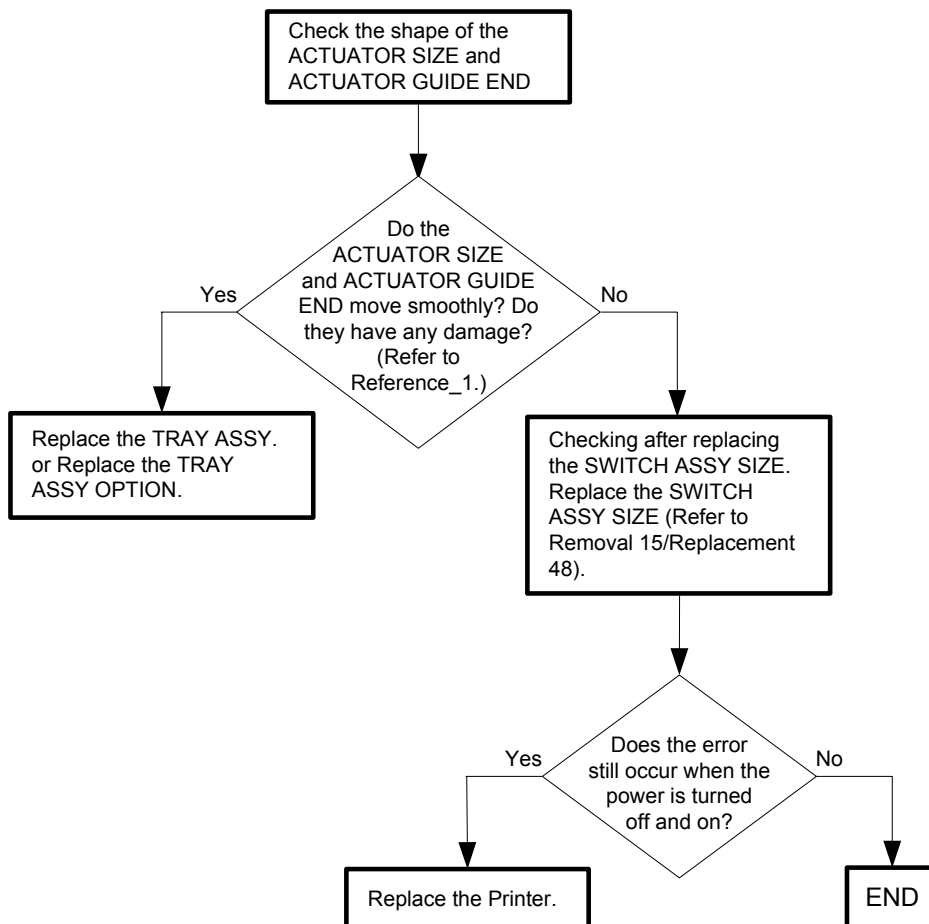 Check the shape of the
ACTUATOR SIZE and
ACTUATOR GUIDE END
Do the
ACTUATOR SIZE
and ACTUATOR GUIDE
END move smoothly? Do
they have any damage?
(Refer to
Reference_1.)
Yes
No
Replace the TRAY ASSY.
or Replace the TRAY
ASSY OPTION.
Checking after replacing
the SWITCH ASSY SIZE.
Replace the SWITCH
ASSY SIZE (Refer to
Removal 15/Replacement
48).
Does the error
still occur when the
power is turned
off and on?
Yes
No
Replace the Printer.
END